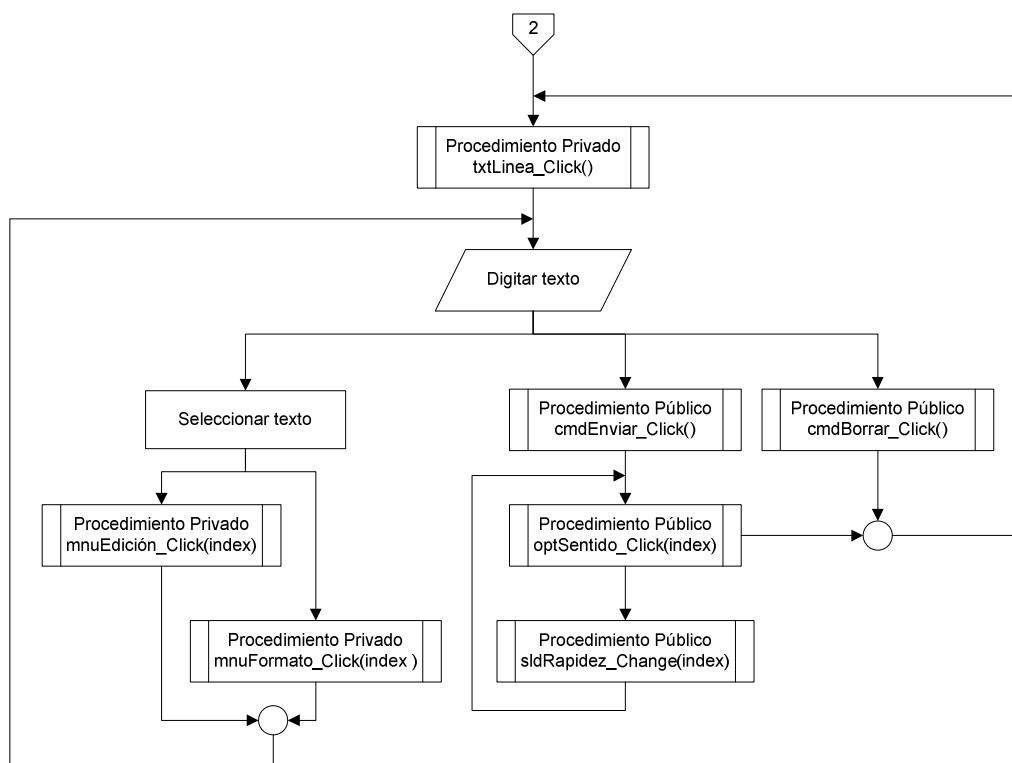 2
Procedimiento Privado
txtLinea_Click()
Digitar texto
Seleccionar texto
Procedimiento Público
cmdEnviar_Click()
Procedimiento Público
cmdBorrar_Click()
Procedimiento Privado
mnuEdición_Click(index)
Procedimiento Público
optSentido_Click(index)
Procedimiento Privado
mnuFormato_Click(index )
Procedimiento Público
sldRapidez_Change(index)